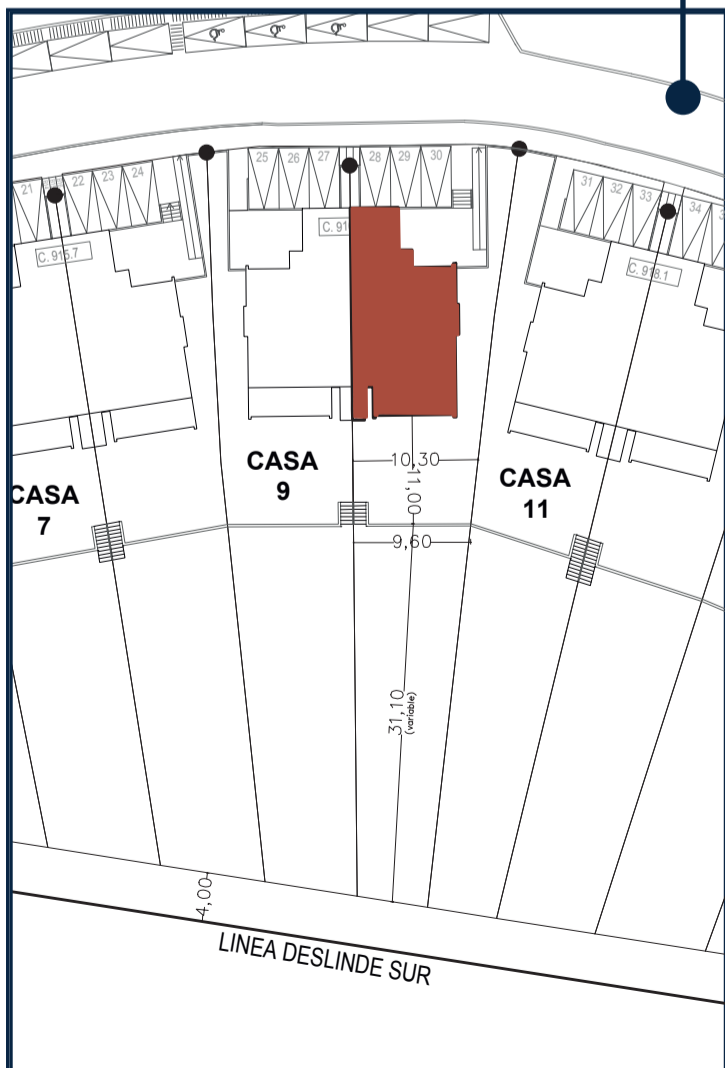 21
22
23
24
25
26
27
28
29
30
31
32
33
34
C. 915.7
C. 91
C. 918.1
CASA
7
CASA
9
CASA
11
10,30
11,00
9,60
31,10
(variable)
4,00
LINEA DESLINDE SUR